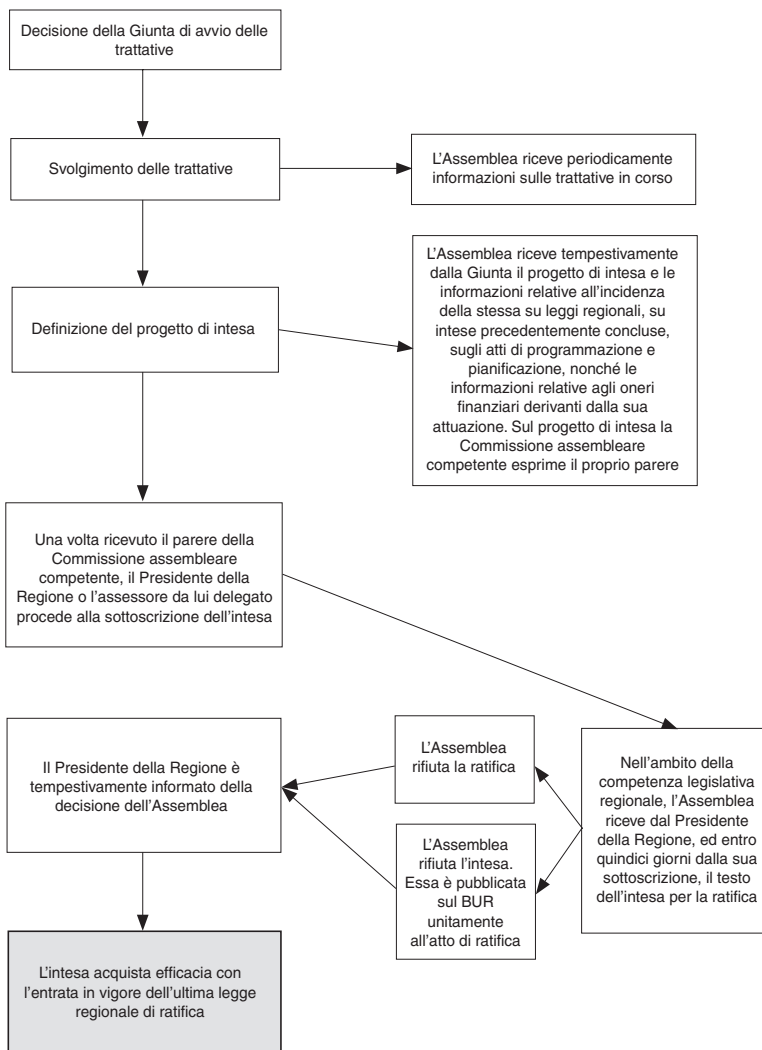 Decisione della Giunta di avvio delle
trattative
Svolgimento delle trattative
L'Assemblea riceve periodicamente
informazioni sulle trattative in corso
Definizione del progetto di intesa
L'Assemblea riceve tempestivamente
dalla Giunta il progetto di intesa e le
informazioni relative all'incidenza
della stessa su leggi regionali, su
intese precedentemente concluse,
sugli atti di programmazione e
pianificazione, nonché le
informazioni relative agli oneri
finanziari derivanti dalla sua
attuazione. Sul progetto di intesa la
Commissione assembleare
competente esprime il proprio parere
Una volta ricevuto il parere della
Commissione assembleare
competente, il Presidente della
Regione o l'assessore da lui delegato
procede alla sottoscrizione dell'intesa
Nell'ambito della
competenza legislativa
regionale, l'Assemblea
riceve dal Presidente
della Regione, ed entro
quindici giorni dalla sua
sottoscrizione, il testo
dell'intesa per la ratifica
L'Assemblea
rifiuta la ratifica
L'Assemblea
rifiuta l'intesa.
Essa è pubblicata
sul BUR
unitamente
all'atto di ratifica
Il Presidente della Regione è
tempestivamente informato della
decisione dell'Assemblea
L'intesa acquista efficacia con
l'entrata in vigore dell'ultima legge
regionale di ratifica